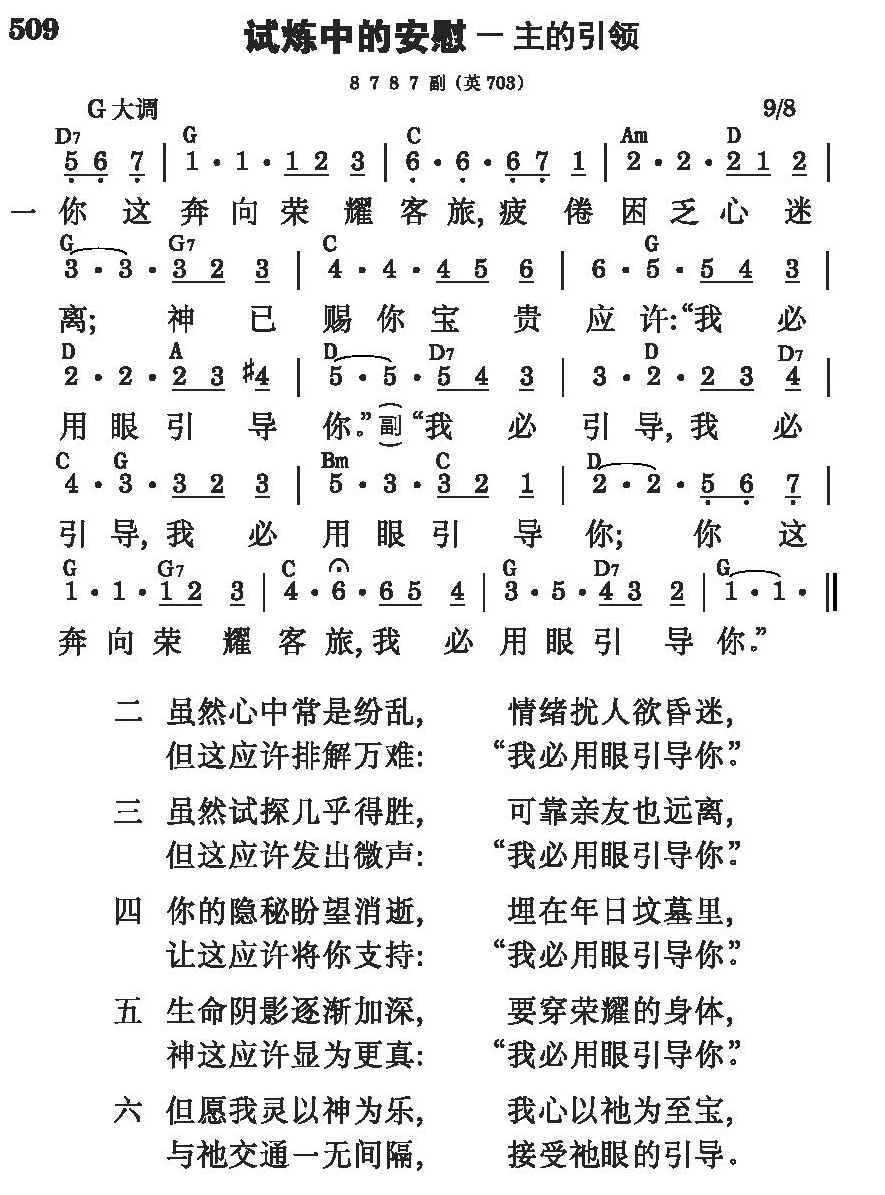 509
试炼中的安慰 — 主的引领
8 7 8 7 副（英703）
G 大调 9/8
D7 G C Am D
5 6 7 | 1 · 1 · 1 2 3 | 6 · 6 · 6 7 1 | 2 · 2 · 2 1 2 |
一 你 这 奔 向 荣 耀 客 旅, 疲 倦 困 乏 心 迷
G G7 C G
3 · 3 · 3 2 3 | 4 · 4 · 4 5 6 | 6 · 5 · 5 4 3 |
离; 神 已 赐 你 宝 贵 应 许: “我 必
D A D D7 D D7
2 · 2 · 2 3 #4 | 5 · 5 · 5 4 3 | 3 · 2 · 2 3 4 |
用 眼 引 导 你。” (副) “我 必 引 导, 我 必
C G Bm C D
4 · 3 · 3 2 3 | 5 · 3 · 3 2 1 | 2 · 2 · 5 6 7 |
引 导, 我 必 用 眼 引 导 你; 你 这
G G7 C G D7 G
1 · 1 · 1 2 3 | 4 · 6 · 6 5 4 | 3 · 5 · 4 3 2 | 1 · 1 · ‖
奔 向 荣 耀 客 旅, 我 必 用 眼 引 导 你。”
二 虽然心中常是纷乱, 情绪扰人欲昏迷,
但这应许排解万难: “我必用眼引导你。”
三 虽然试探几乎得胜, 可靠亲友也远离,
但这应许发出微声: “我必用眼引导你。”
四 你的隐秘盼望消逝, 埋在年日坟墓里,
让这应许将你支持: “我必用眼引导你。”
五 生命阴影逐渐加深, 要穿荣耀的身体,
神这应许显为更真: “我必用眼引导你。”
六 但愿我灵以神为乐, 我心以祂为至宝,
与祂交通一无间隔, 接受祂眼的引导。